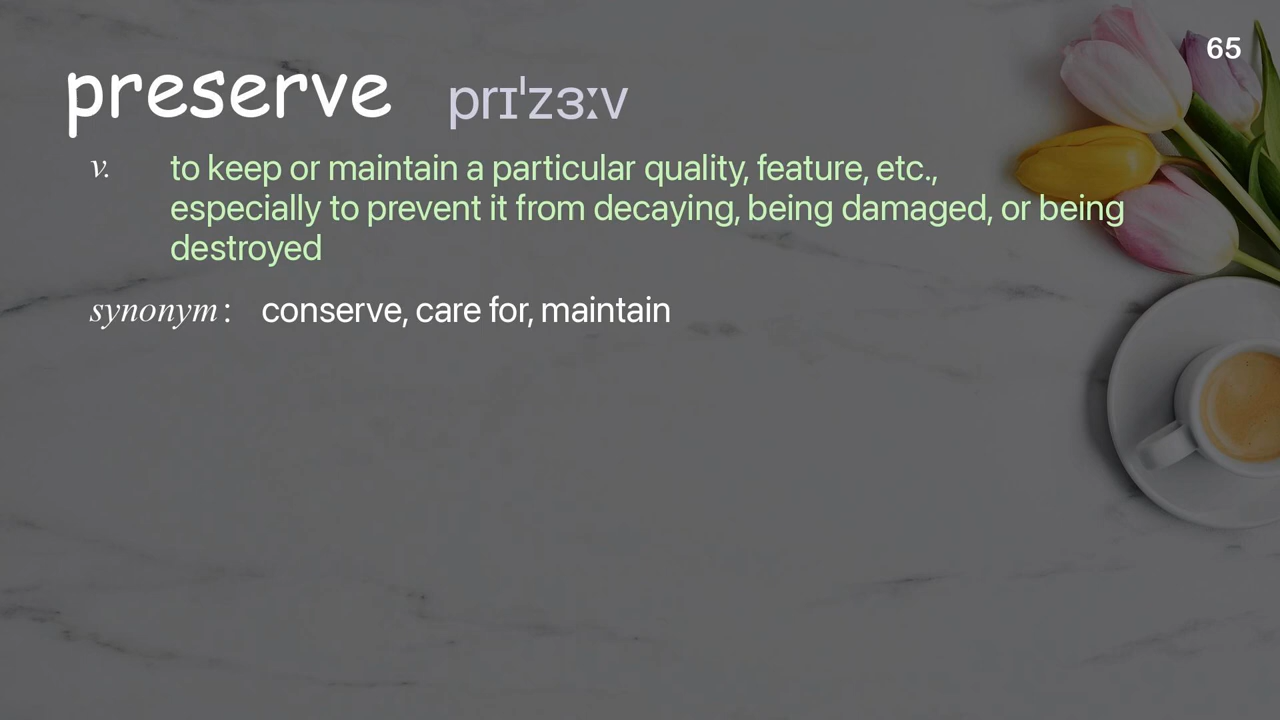 65
preserve prɪˈzɜːv
v. to keep or maintain a particular quality, feature, etc.,
especially to prevent it from decaying, being damaged, or being
destroyed
synonym: conserve, care for, maintain